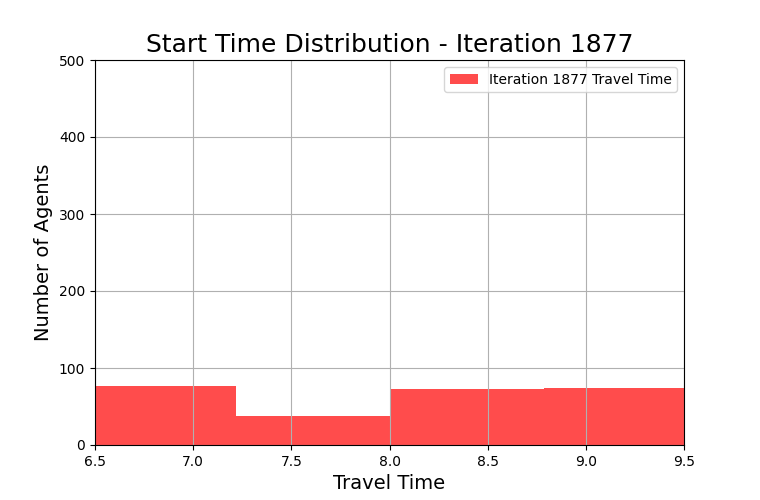 Start Time Distribution - Iteration 1877
Iteration 1877 Travel Time
Number of Agents
500
400
300
200
100
0
6.5 7.0 7.5 8.0 8.5 9.0 9.5
Travel Time